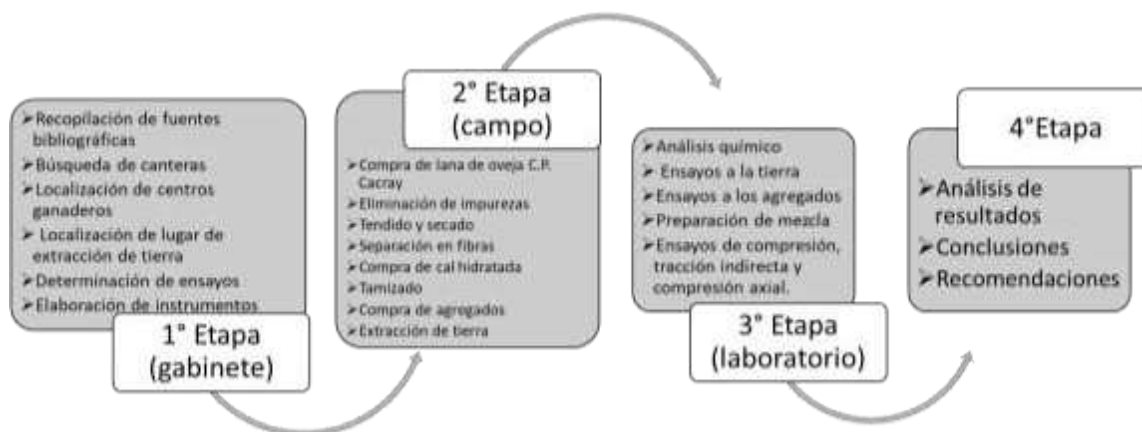 ➢Recopilación de fuentes
bibliográficas
➢Búsqueda de canteras
➢Localización de centros
ganaderos
➢ Localización de lugar de
extracción de tierra
➢Determinación de ensayos
➢Elaboración de instrumentos
1° Etapa
(gabinete)
2° Etapa
(campo)
➢Compra de lana de oveja C.P.
Cacray
➢Eliminación de impurezas
➢Tendido y secado
➢Separación en fibras
➢Compra de cal hidratada
➢Tamizado
➢Compra de agregados
➢Extracción de tierra
➢Análisis químico
➢ Ensayos a la tierra
➢Ensayos a los agregados
➢Preparación de mezcla
➢Ensayos de compresión,
tracción indirecta y
compresión axial.
3° Etapa
(laboratorio)
4°Etapa
➢Análisis de
resultados
➢Conclusiones
➢Recomendaciones